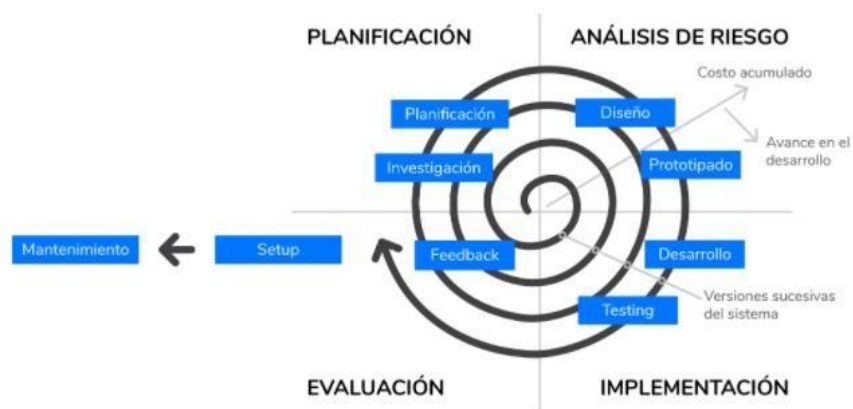 PLANIFICACIÓN
ANÁLISIS DE RIESGO
Costo acumulado
Planificación
Diseño
Avance en el
desarrollo
Investigación
Prototipado
Mantenimiento
Setup
Feedback
Desarrollo
Versiones sucesivas
del sistema
Testing
EVALUACIÓN
IMPLEMENTACIÓN